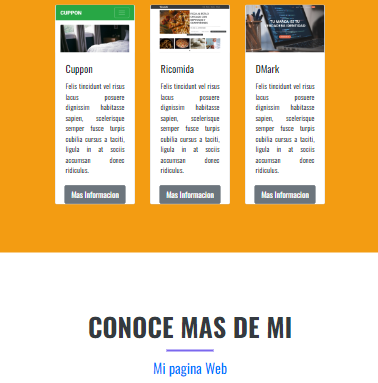 CUPPON
TU MARCA, ES TU
Cuppon
Felis tincidunt vel risus
lacus posuere
dignissim habitasse
sapien, scelerisque
semper fusce turpis
cubilia cursus a taciti,
ligula in at sociis
accumsan donec
ridiculus.
Mas Informacion
Ricomida
Felis tincidunt vel risus
lacus posuere
dignissim habitasse
sapien, scelerisque
semper fusce turpis
cubilia cursus a taciti,
ligula in at sociis
accumsan donec
ridiculus.
Mas Informacion
DMark
Felis tincidunt vel risus
lacus posuere
dignissim habitasse
sapien, scelerisque
semper fusce turpis
cubilia cursus a taciti,
ligula in at sociis
accumsan donec
ridiculus.
Mas Informacion
CONOCE MAS DE MI
Mi pagina Web